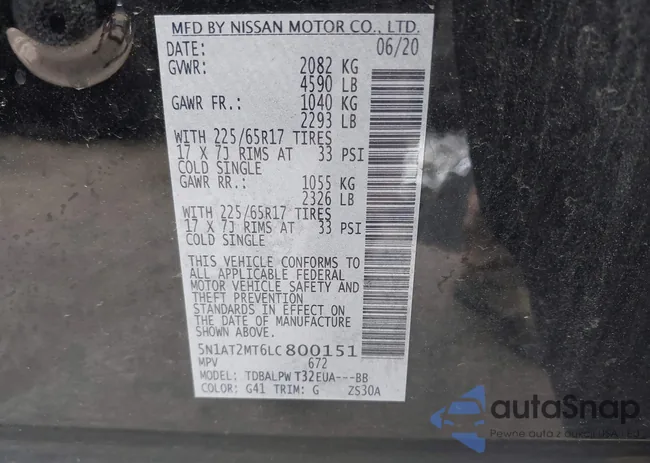 MFD BY NISSAN MOTOR CO., LTD.
DATE: 06/20
GVWR: 2082 KG
4590 LB
GAWR FR.: 1040 KG
2293 LB
WITH 225/65R17 TIRES
17 X 7J RIMS AT 33 PSI
COLD SINGLE
GAWR RR.: 1055 KG
2326 LB
WITH 225/65R17 TIRES
17 X 7J RIMS AT 33 PSI
COLD SINGLE
THIS VEHICLE CONFORMS TO
ALL APPLICABLE FEDERAL
MOTOR VEHICLE SAFETY AND
THEFT PREVENTION
STANDARDS IN EFFECT ON
THE DATE OF MANUFACTURE
SHOWN ABOVE.
5N1AT2MT6LC800151
MPV 672
MODEL: TDBALPW T32EUA---BB
COLOR: G41 TRIM: G ZS30A
autoSnap
Pewne auto z